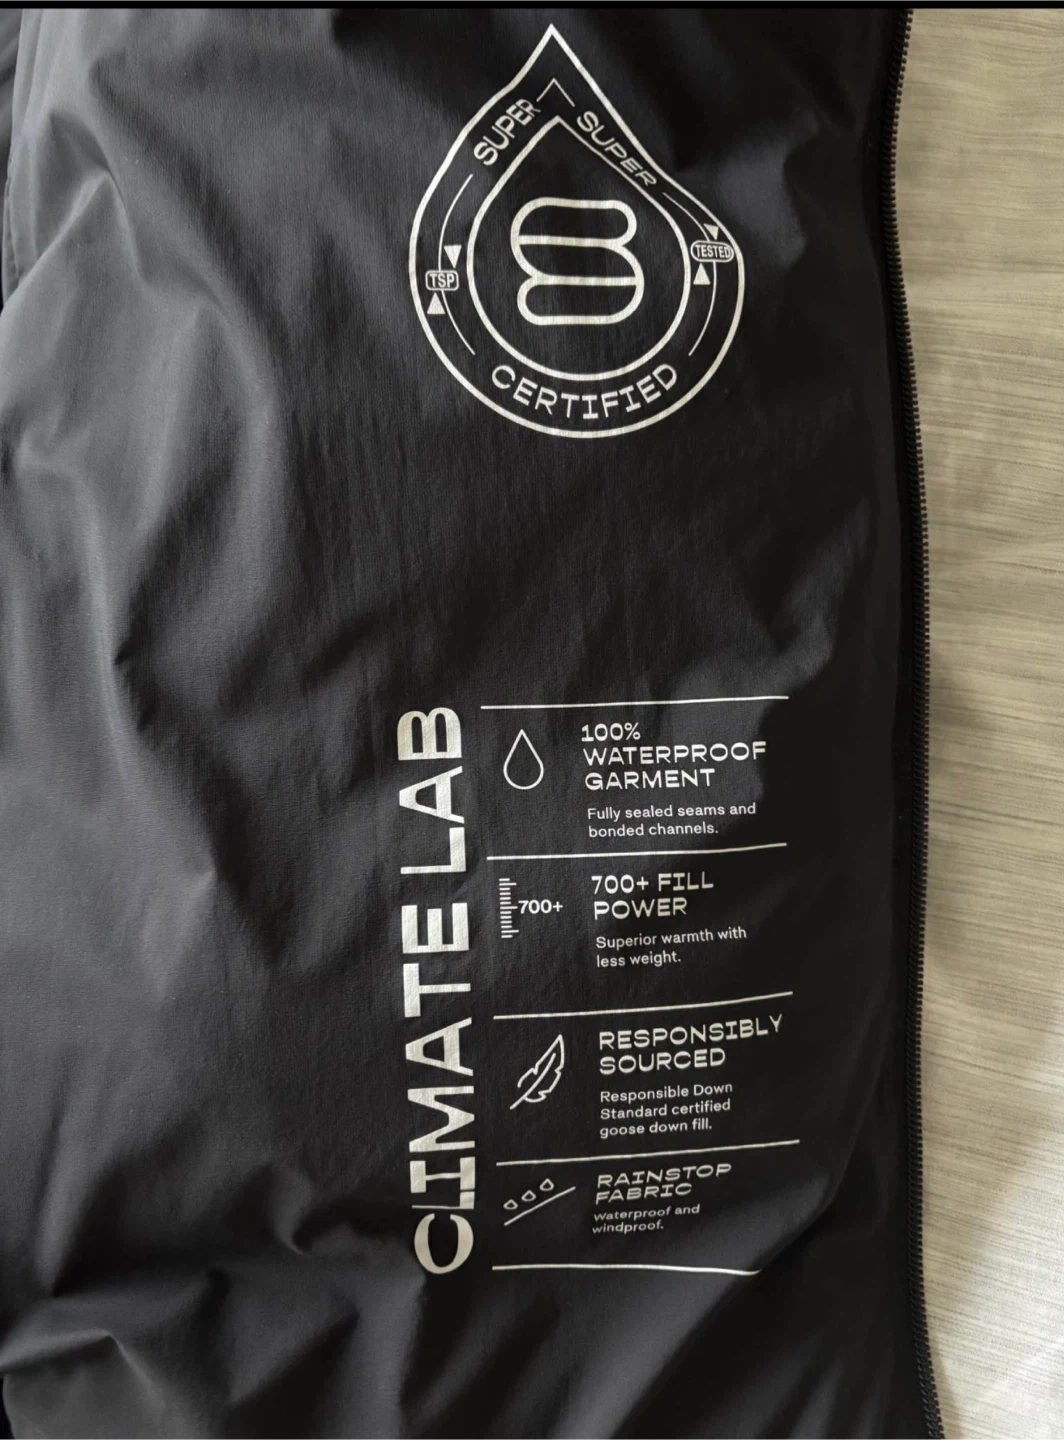 SUPER
SUPER
TSP
TESTED
CERTIFIED
CLIMATE LAB
100%
WATERPROOF
GARMENT
Fully sealed seams and
bonded channels.
700+
700+ FILL
POWER
Superior warmth with
less weight.
RESPONSIBLY
SOURCED
Responsible Down
Standard certified
goose down fill.
RAINSTOP
FABRIC
Waterproof and
windproof.